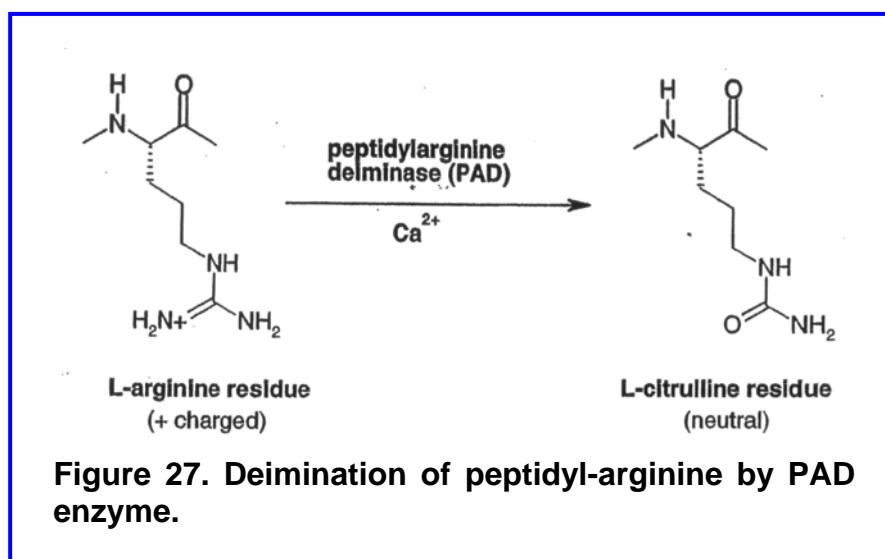 H
N
O
NH
H₂N+
NH₂
L-arginine residue
(+ charged)
peptidylarginine
deiminase (PAD)
Ca²⁺
H
N
O
NH
O
NH₂
L-citrulline residue
(neutral)
Figure 27. Deimination of peptidyl-arginine by PAD
enzyme.